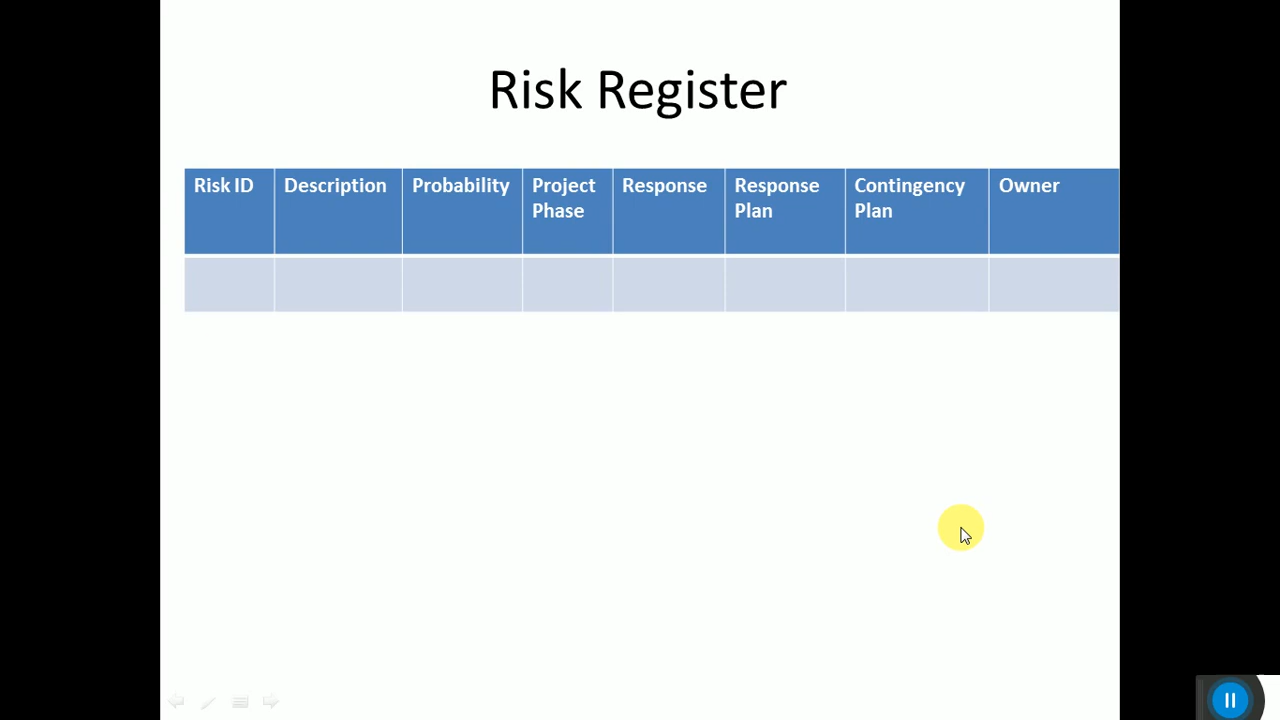 Risk Register
Risk ID Description Probability Project Phase Response Response Plan Contingency Plan Owner